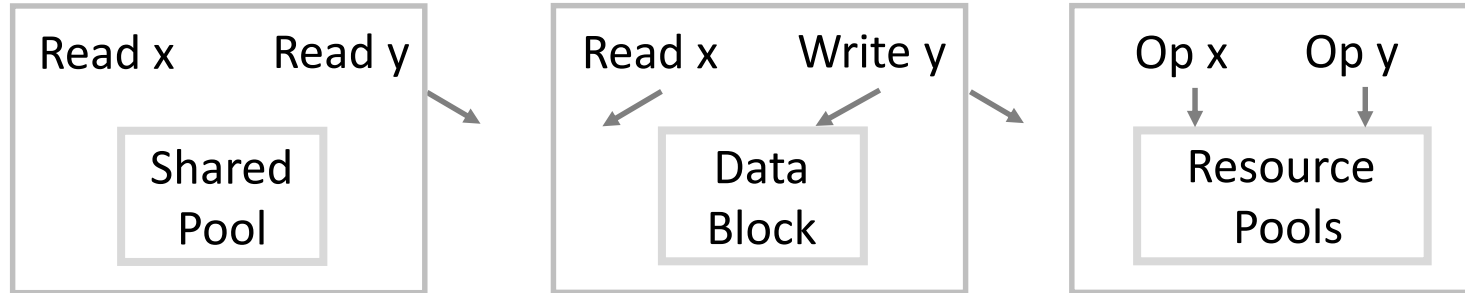 Read x Read y
Shared
Pool
Read x Write y
Data
Block
Op x Op y
Resource
Pools